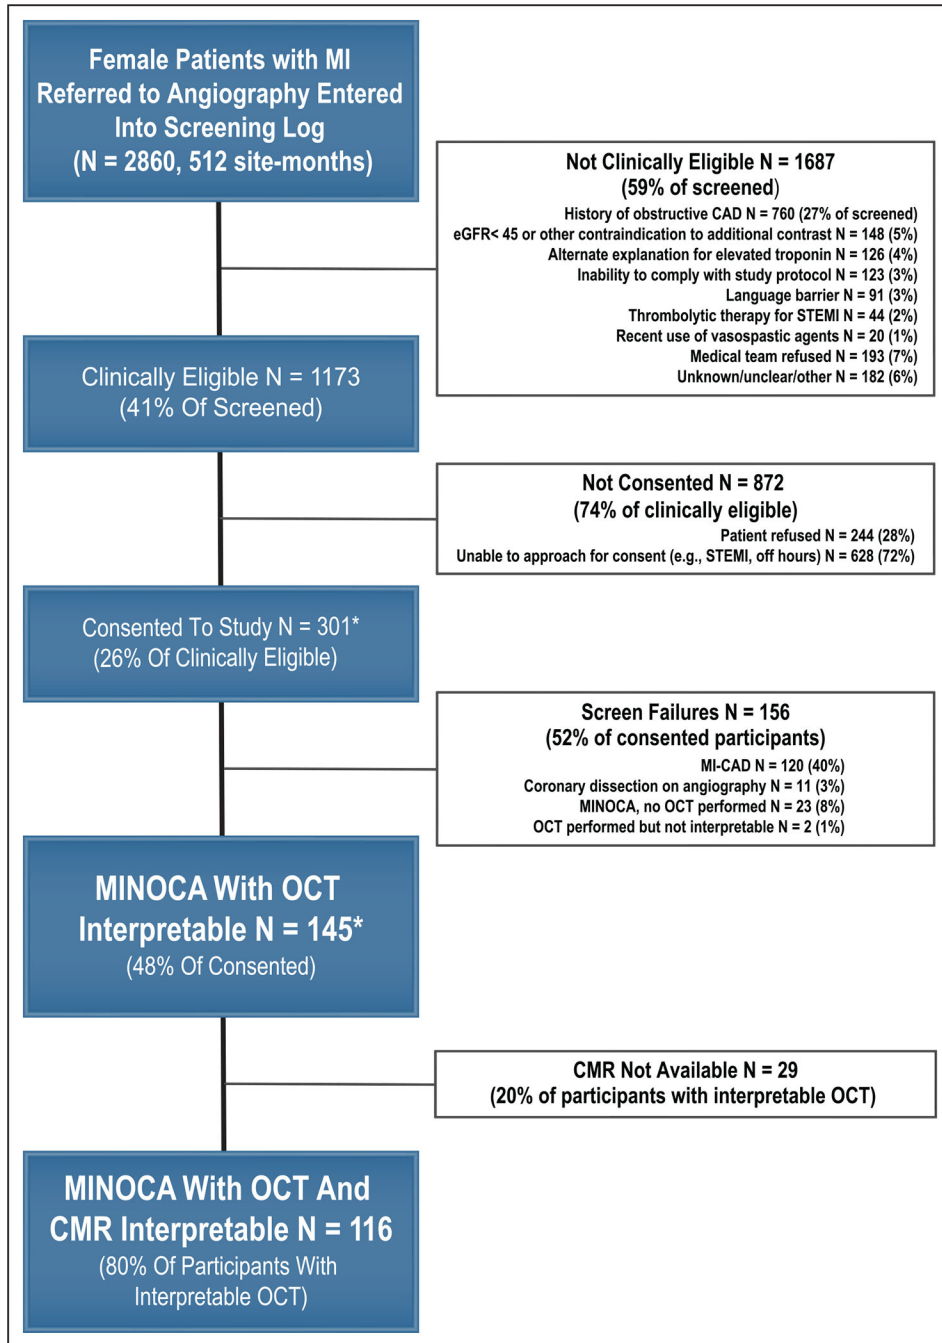 Female Patients with MI
Referred to Angiography Entered
Into Screening Log
(N = 2860, 512 site-months)
Not Clinically Eligible N = 1687
(59% of screened)
History of obstructive CAD N = 760 (27% of screened)
eGFR< 45 or other contraindication to additional contrast N = 148 (5%)
Alternate explanation for elevated troponin N = 126 (4%)
Inability to comply with study protocol N = 123 (3%)
Language barrier N = 91 (3%)
Thrombolytic therapy for STEMI N = 44 (2%)
Recent use of vasospastic agents N = 20 (1%)
Medical team refused N = 193 (7%)
Unknown/unclear/other N = 182 (6%)
Clinically Eligible N = 1173
(41% Of Screened)
Not Consented N = 872
(74% of clinically eligible)
Patient refused N = 244 (28%)
Unable to approach for consent (e.g., STEMI, off hours) N = 628 (72%)
Consented To Study N = 301*
(26% Of Clinically Eligible)
Screen Failures N = 156
(52% of consented participants)
MI-CAD N = 120 (40%)
Coronary dissection on angiography N = 11 (3%)
MINOCA, no OCT performed N = 23 (8%)
OCT performed but not interpretable N = 2 (1%)
MINOCA With OCT
Interpretable N = 145*
(48% Of Consented)
CMR Not Available N = 29
(20% of participants with interpretable OCT)
MINOCA With OCT And
CMR Interpretable N = 116
(80% Of Participants With
Interpretable OCT)